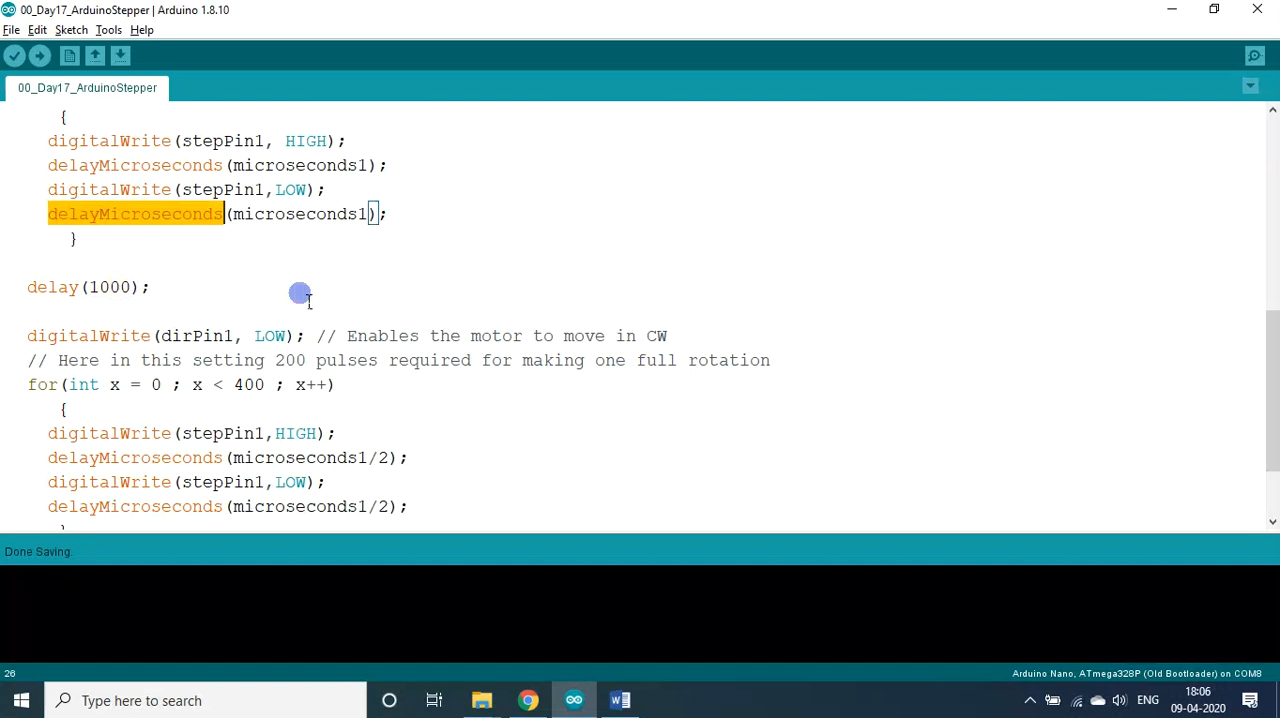 00_Day17_ArduinoStepper | Arduino 1.8.10
File Edit Sketch Tools Help
00_Day17_ArduinoStepper
{
digitalWrite(stepPin1, HIGH);
delayMicroseconds(microseconds1);
digitalWrite(stepPin1,LOW);
delayMicroseconds(microseconds1);
}
delay(1000);
digitalWrite(dirPin1, LOW); // Enables the motor to move in CW
// Here in this setting 200 pulses required for making one full rotation
for(int x = 0 ; x < 400 ; x++)
{
digitalWrite(stepPin1,HIGH);
delayMicroseconds(microseconds1/2);
digitalWrite(stepPin1,LOW);
delayMicroseconds(microseconds1/2);
}
Done Saving.
26 Arduino Nano, ATmega328P (Old Bootloader) on COM8
Type here to search ENG 18:06
09-04-2020